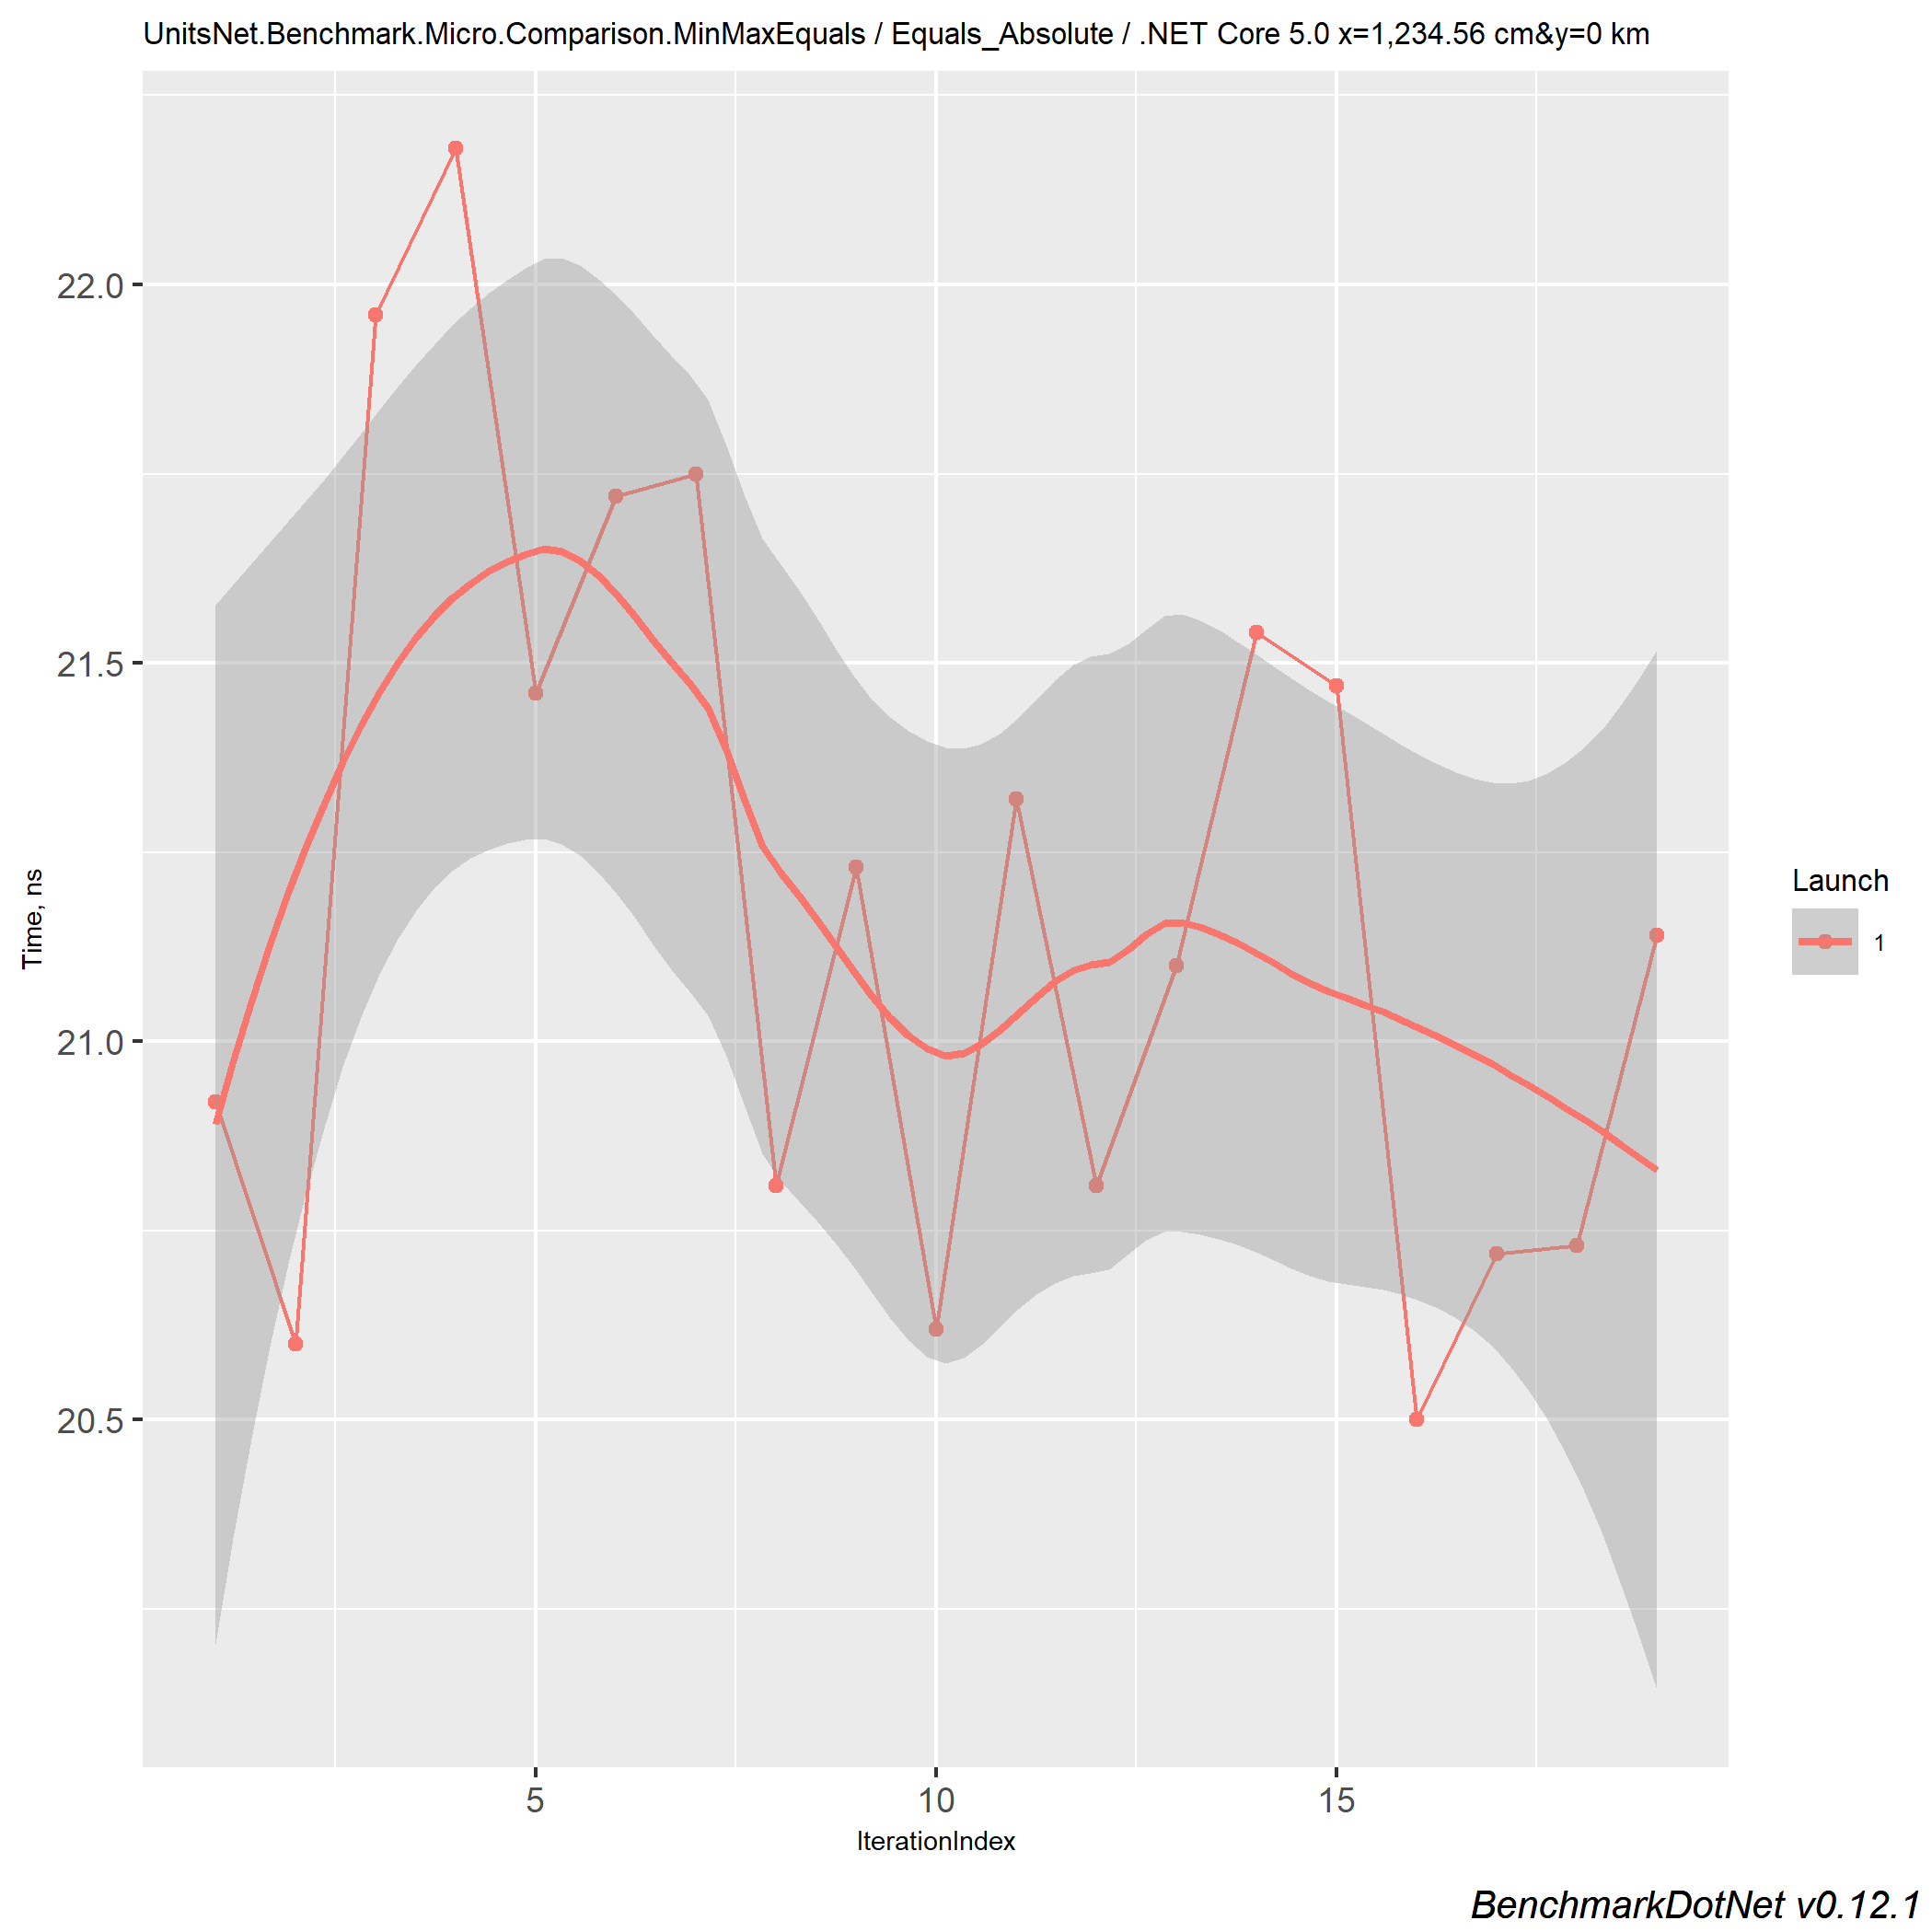 UnitsNet.Benchmark.Micro.Comparison.MinMaxEquals / Equals_Absolute / .NET Core 5.0 x=1,234.56 cm&y=0 km
22.0
21.5
21.0
20.5
Time, ns
5
10
15
IterationIndex
Launch
1
BenchmarkDotNet v0.12.1